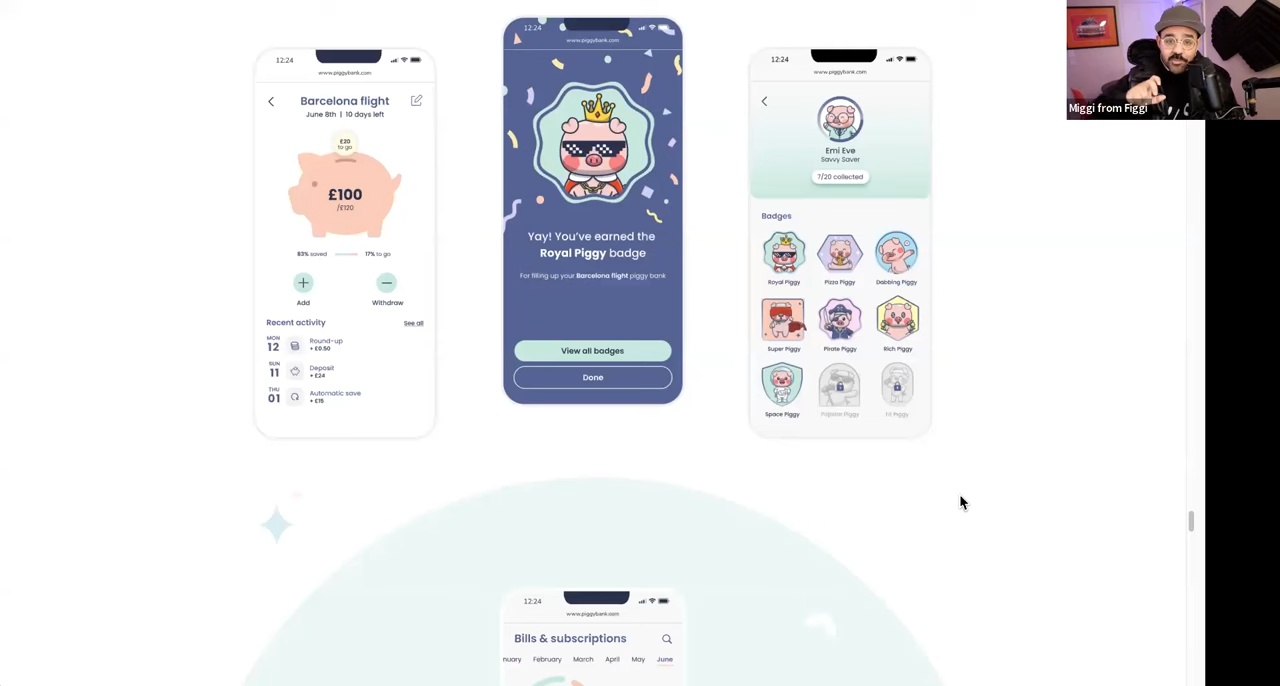 12:24
www.piggybank.com
Barcelona flight
June 8th | 10 days left
£20
to go
£100
/£120
83% saved
17% to go
Add
Withdraw
Recent activity
See all
MON
12
Round-up
+ £0.50
SUN
11
Deposit
+ £24
THU
01
Automatic save
+ £15
12:24
www.piggybank.com
Yay! You've earned the
Royal Piggy badge
For filling up your Barcelona flight piggy bank
View all badges
Done
12:24
www.piggybank.com
Emi Eve
Savvy Saver
7/20 collected
Badges
Royal Piggy
Pizza Piggy
Dabbing Piggy
Super Piggy
Pirate Piggy
Rich Piggy
Space Piggy
Piggy
Piggy
12:24
www.piggybank.com
Bills & subscriptions
nuary
February
March
April
May
June
Miggi from Figgi